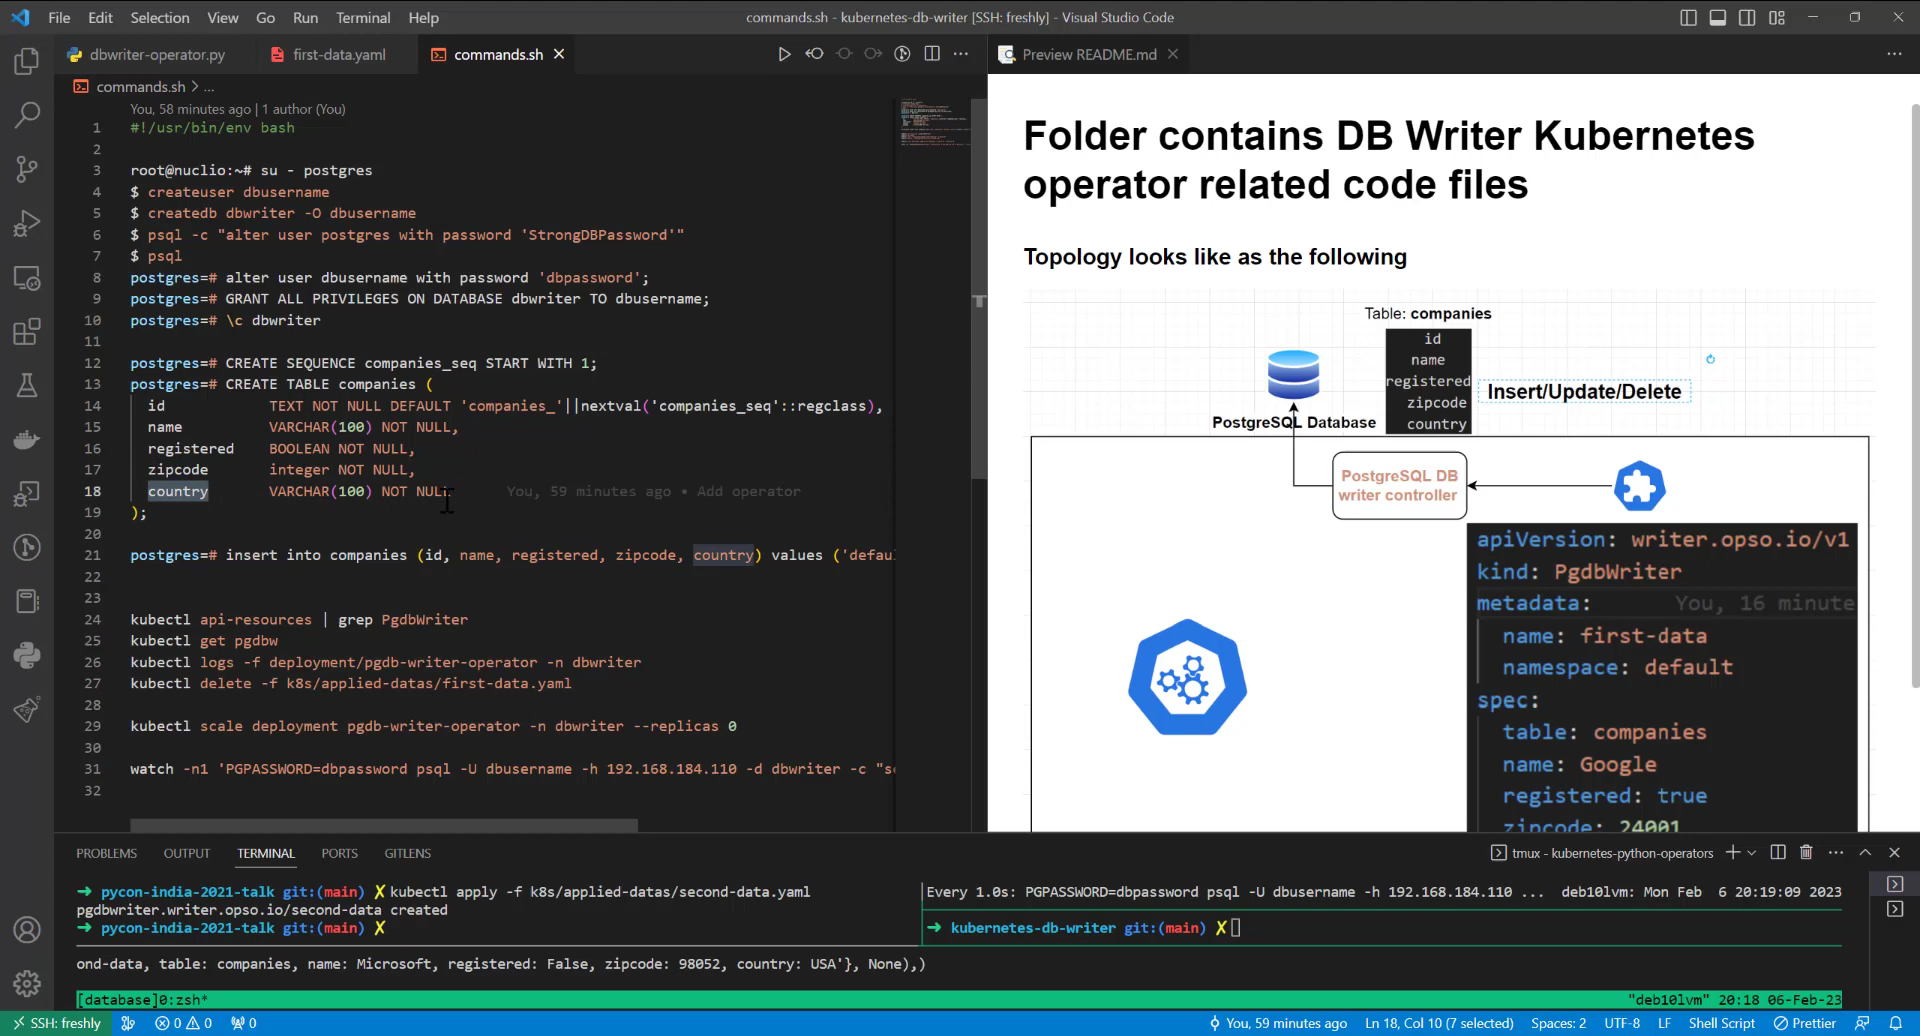 File Edit Selection View Go Run Terminal Help
commands.sh - kubernetes-db-writer [SSH: freshly] - Visual Studio Code
dbwriter-operator.py
first-data.yaml
commands.sh
commands.sh > ...
You, 58 minutes ago | 1 author (You)
1 #!/usr/bin/env bash
2
3 root@nuclio:~# su - postgres
4 $ createuser dbusername
5 $ createdb dbwriter -O dbusername
6 $ psql -c "alter user postgres with password 'StrongDBPassword'"
7 $ psql
8 postgres=# alter user dbusername with password 'dbpassword';
9 postgres=# GRANT ALL PRIVILEGES ON DATABASE dbwriter TO dbusername;
10 postgres=# \c dbwriter
11
12 postgres=# CREATE SEQUENCE companies_seq START WITH 1;
13 postgres=# CREATE TABLE companies (
14 id TEXT NOT NULL DEFAULT 'companies_'||nextval('companies_seq'::regclass),
15 name VARCHAR(100) NOT NULL,
16 registered BOOLEAN NOT NULL,
17 zipcode integer NOT NULL,
18 country VARCHAR(100) NOT NULL You, 59 minutes ago • Add operator
19 );
20
21 postgres=# insert into companies (id, name, registered, zipcode, country) values ('defau
22
23
24 kubectl api-resources | grep PgdbWriter
25 kubectl get pgdbw
26 kubectl logs -f deployment/pgdb-writer-operator -n dbwriter
27 kubectl delete -f k8s/applied-datas/first-data.yaml
28
29 kubectl scale deployment pgdb-writer-operator -n dbwriter --replicas 0
30
31 watch -n1 'PGPASSWORD=dbpassword psql -U dbusername -h 192.168.184.110 -d dbwriter -c "se
32
Preview README.md
Folder contains DB Writer Kubernetes
operator related code files
Topology looks like as the following
Table: companies
id
name
registered
zipcode
country
Insert/Update/Delete
PostgreSQL Database
PostgreSQL DB
writer controller
apiVersion: writer.opso.io/v1
kind: PgdbWriter
metadata: You, 16 minute
name: first-data
namespace: default
spec:
table: companies
name: Google
registered: true
zipcode: 24001
PROBLEMS OUTPUT TERMINAL PORTS GITLENS
tmux - kubernetes-python-operators
➜ pycon-india-2021-talk git:(main) ✗ kubectl apply -f k8s/applied-datas/second-data.yaml
pgdbwriter.writer.opso.io/second-data created
➜ pycon-india-2021-talk git:(main) ✗
Every 1.0s: PGPASSWORD=dbpassword psql -U dbusername -h 192.168.184.110 ... deb10lvm: Mon Feb 6 20:19:09 2023
➜ kubernetes-db-writer git:(main) ✗
ond-data, table: companies, name: Microsoft, registered: False, zipcode: 98052, country: USA'}, None),)
[database]0:zsh* "deb10lvm" 20:18 06-Feb-23
SSH: freshly 0 0 0 You, 59 minutes ago Ln 18, Col 10 (7 selected) Spaces: 2 UTF-8 LF Shell Script Prettier